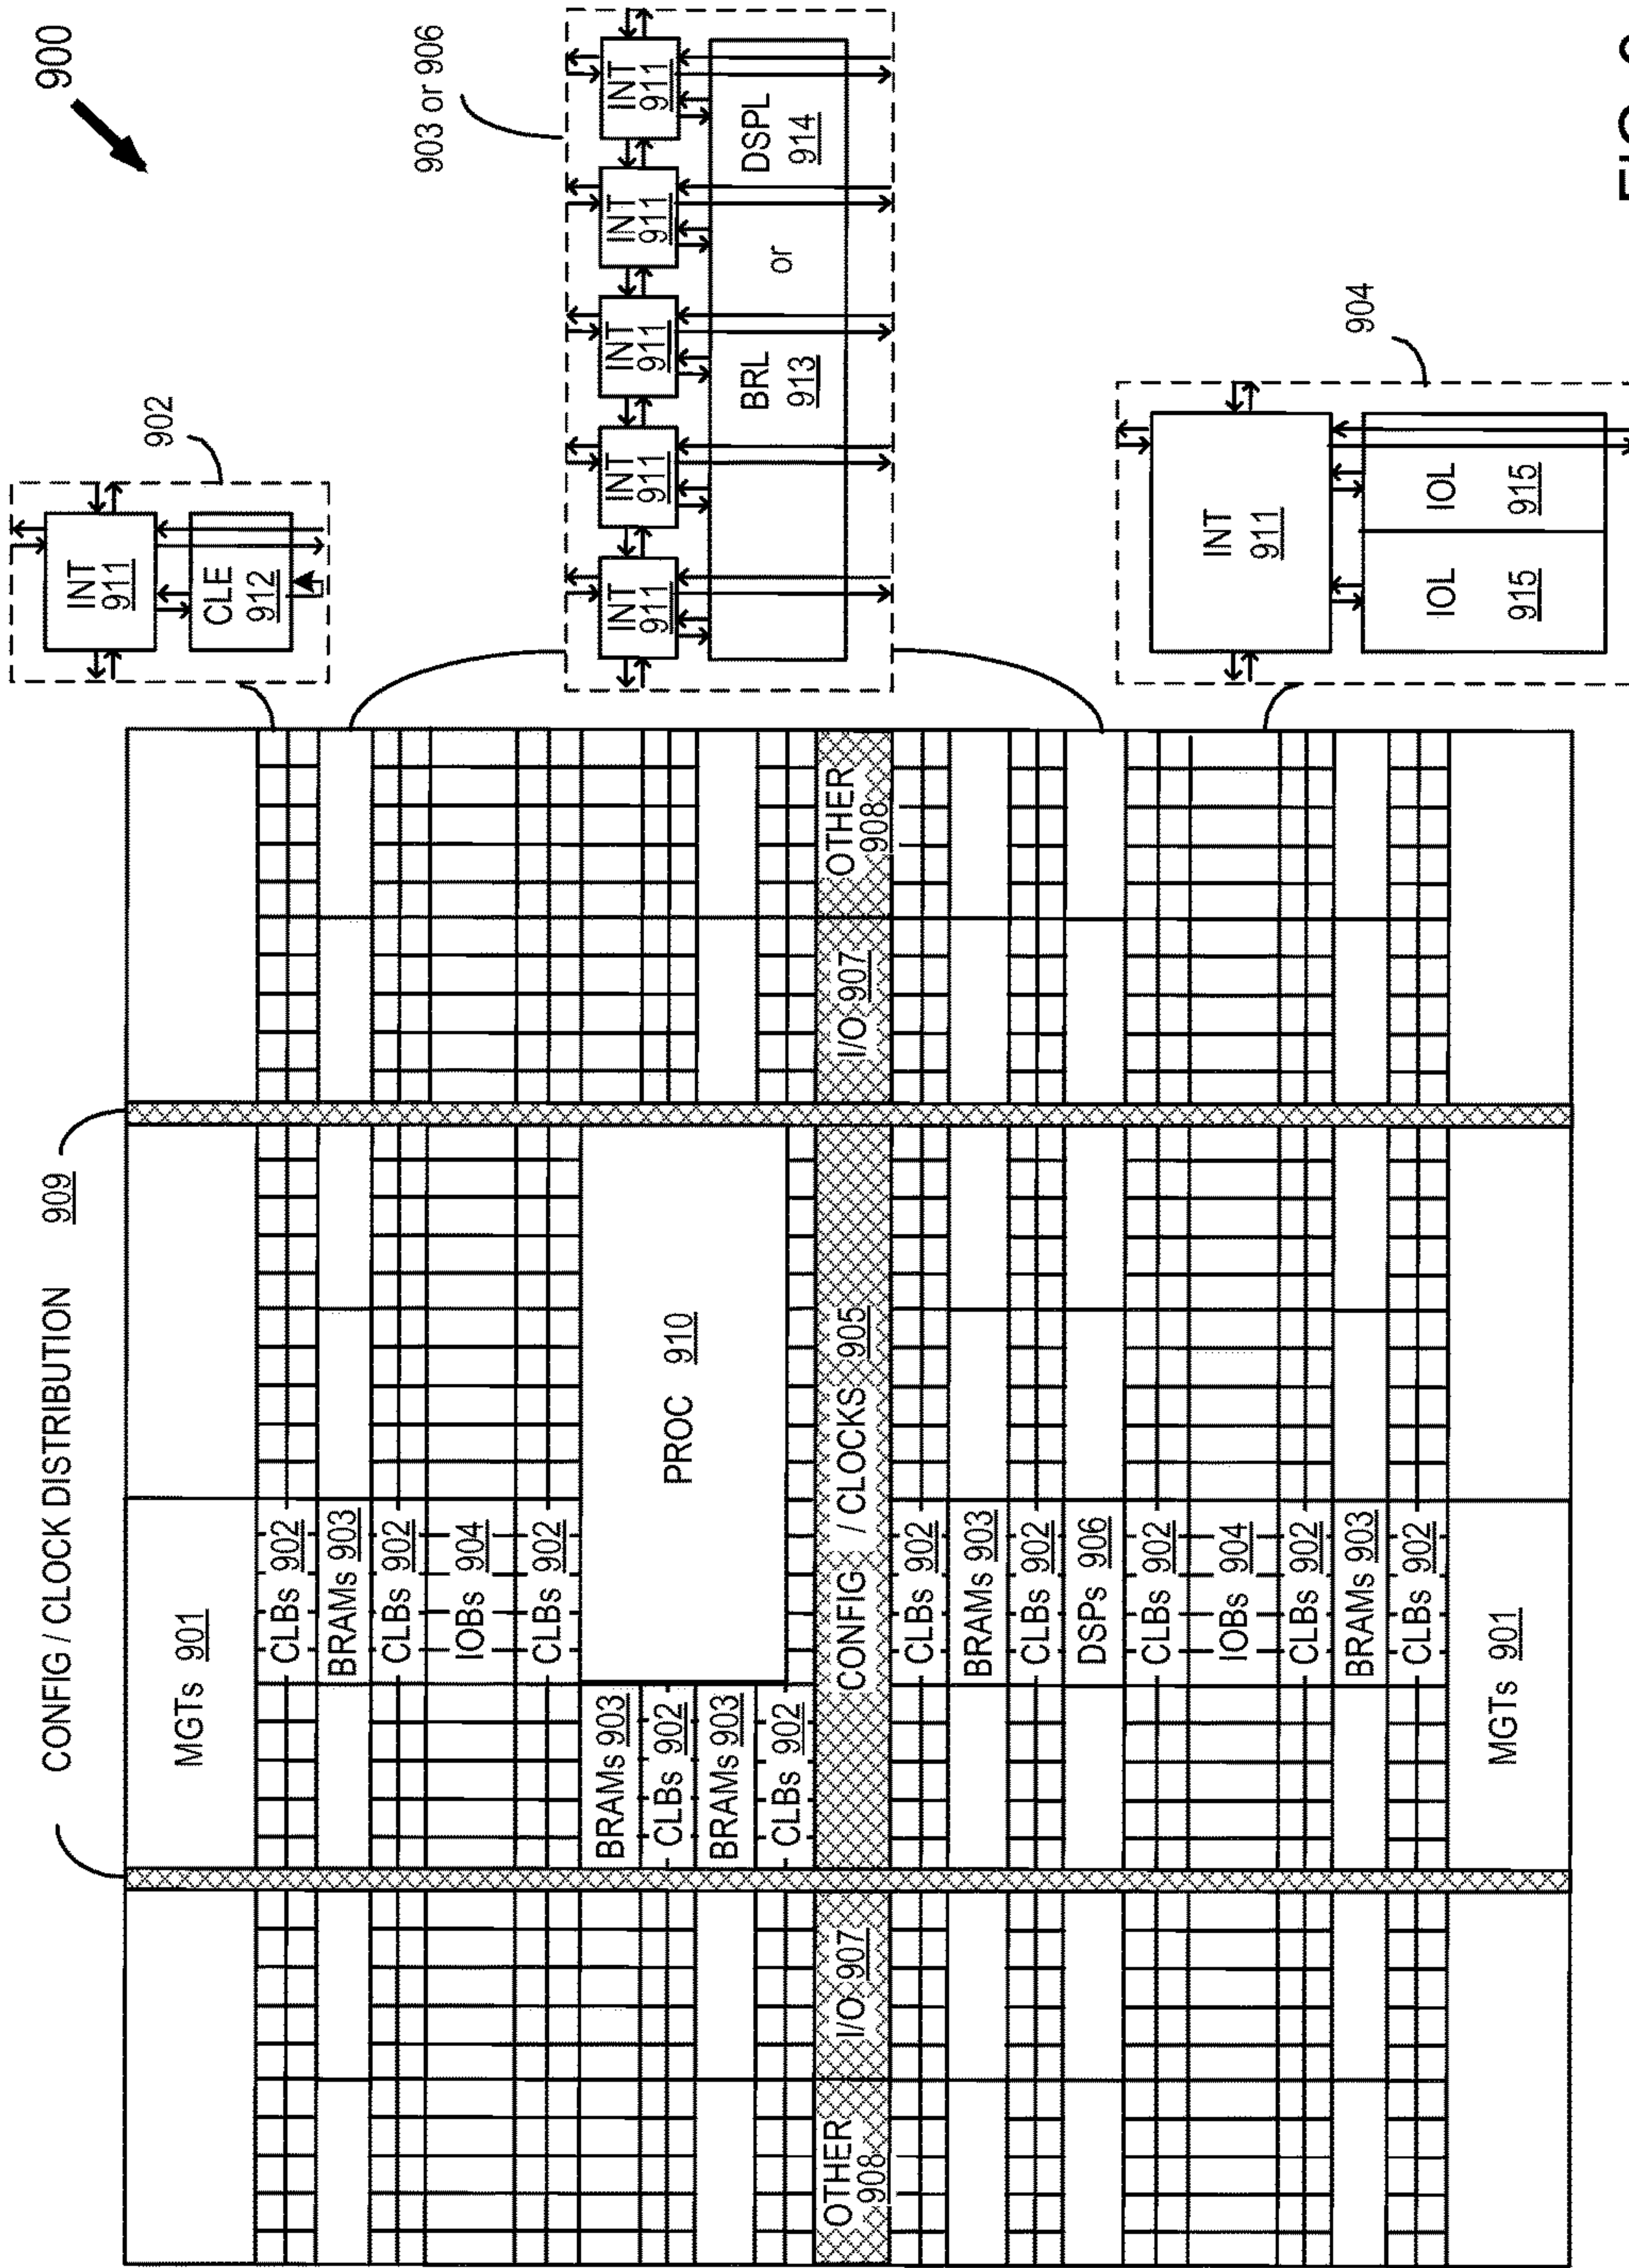 900
CONFIG / CLOCK DISTRIBUTION 909
MGTs 901
CLBs 902
BRAMs 903
CLBs 902
IOBs 904
CLBs 902
BRAMs 903
CLBs 902
BRAMs 903
CLBs 902
PROC 910
OTHER
908
I/O 907
CONFIG / CLOCKS 905
I/O 907
OTHER
908
CLBs 902
BRAMs 903
CLBs 902
DSPs 906
CLBs 902
IOBs 904
CLBs 902
BRAMs 903
CLBs 902
MGTs 901
902
INT
911
CLE
912
903 or 906
INT
911
INT
911
INT
911
INT
911
INT
911
BRL
913
or
DSPL
914
904
INT
911
IOL
915
IOL
915
FIG.